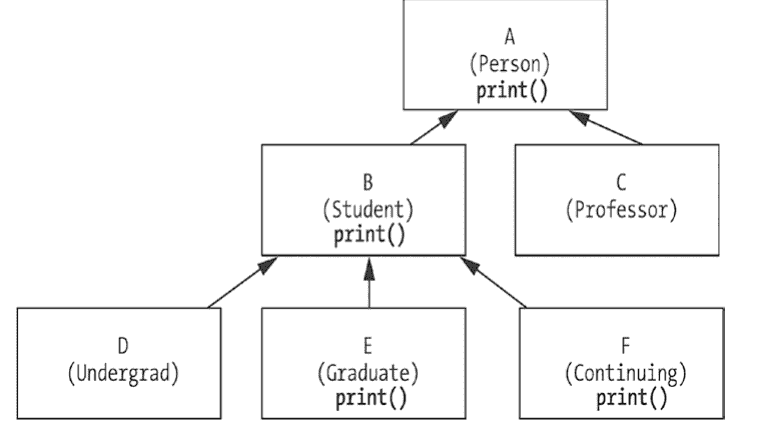 A
(Person)
print()
B
(Student)
print()
C
(Professor)
D
(Undergrad)
E
(Graduate)
print()
F
(Continuing)
print()